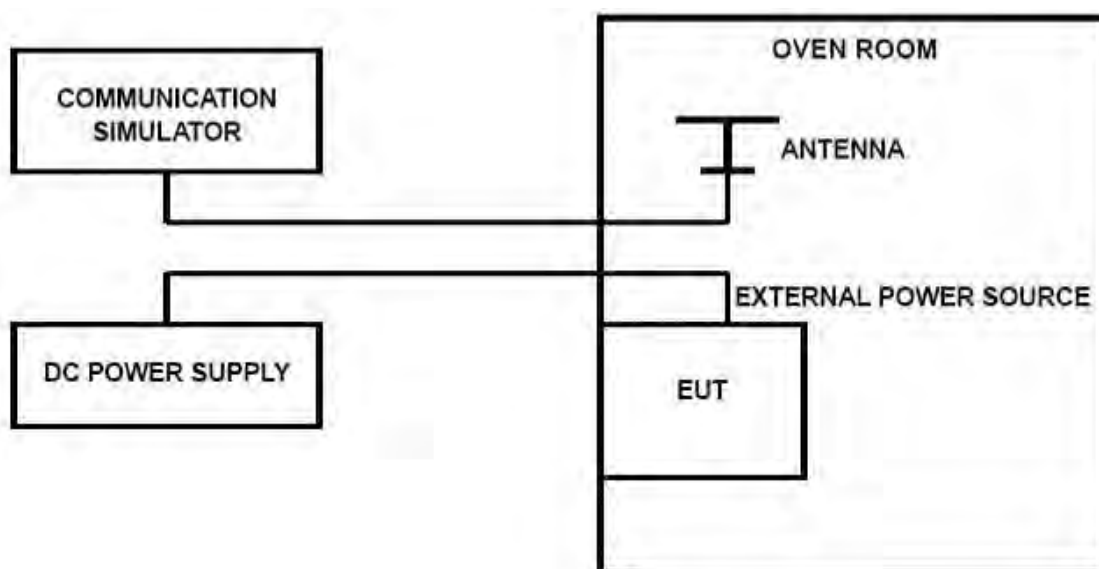 OVEN ROOM
COMMUNICATION
SIMULATOR
ANTENNA
EXTERNAL POWER SOURCE
DC POWER SUPPLY
EUT